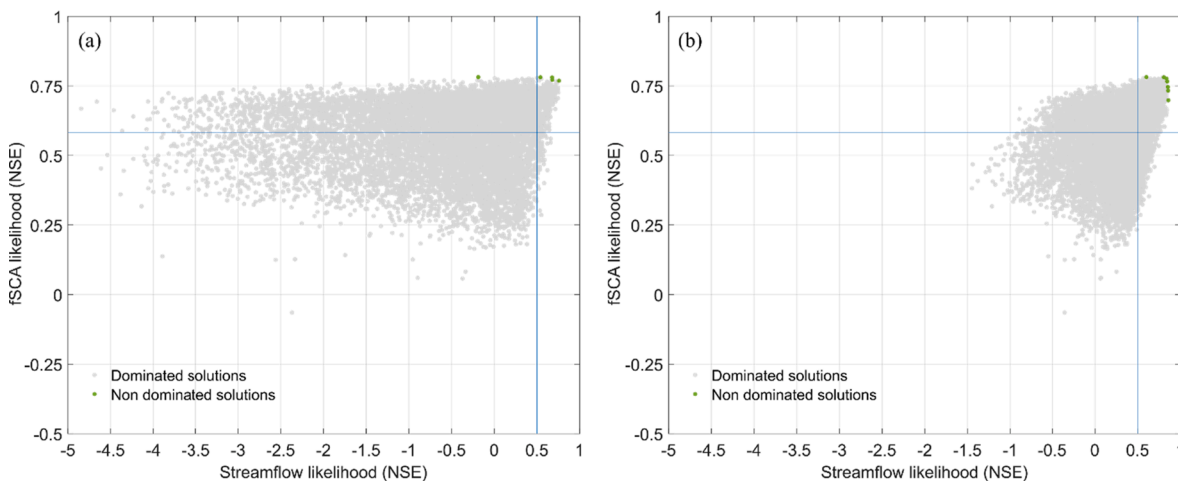 (a)
1
0.75
0.5
0.25
0
-0.25
-0.5
fSCA likelihood (NSE)
Dominated solutions
Non dominated solutions
-5 -4.5 -4 -3.5 -3 -2.5 -2 -1.5 -1 -0.5 0 0.5 1
Streamflow likelihood (NSE)
(b)
1
0.75
0.5
0.25
0
-0.25
-0.5
fSCA likelihood (NSE)
Dominated solutions
Non dominated solutions
-5 -4.5 -4 -3.5 -3 -2.5 -2 -1.5 -1 -0.5 0 0.5 1
Streamflow likelihood (NSE)